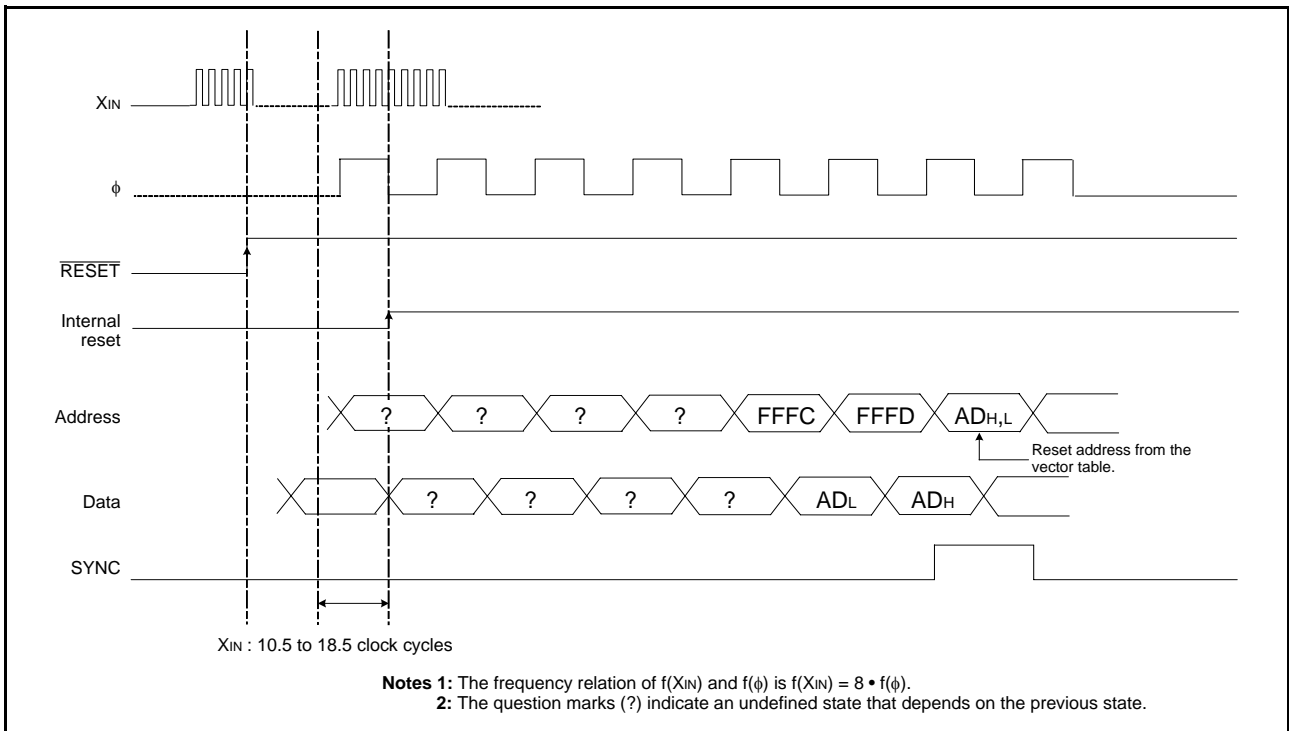 XIN
φ
RESET
Internal
reset
Address
? ? ? ? FFFC FFFD ADH,L
Reset address from the
vector table.
Data
? ? ? ? ADL ADH
SYNC
XIN : 10.5 to 18.5 clock cycles
Notes 1: The frequency relation of f(XIN) and f(φ) is f(XIN) = 8 • f(φ).
2: The question marks (?) indicate an undefined state that depends on the previous state.